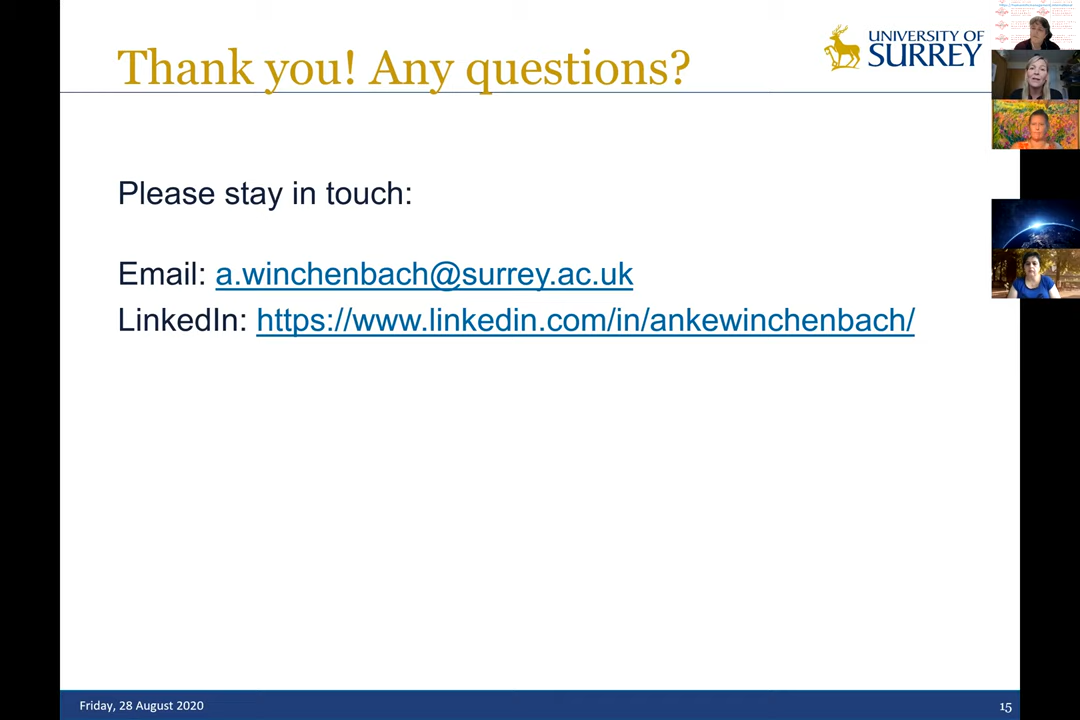 Thank you! Any questions?
UNIVERSITY OF
SURREY
Please stay in touch:
Email: a.winchenbach@surrey.ac.uk
LinkedIn: https://www.linkedin.com/in/ankewinchenbach/
Friday, 28 August 2020
15